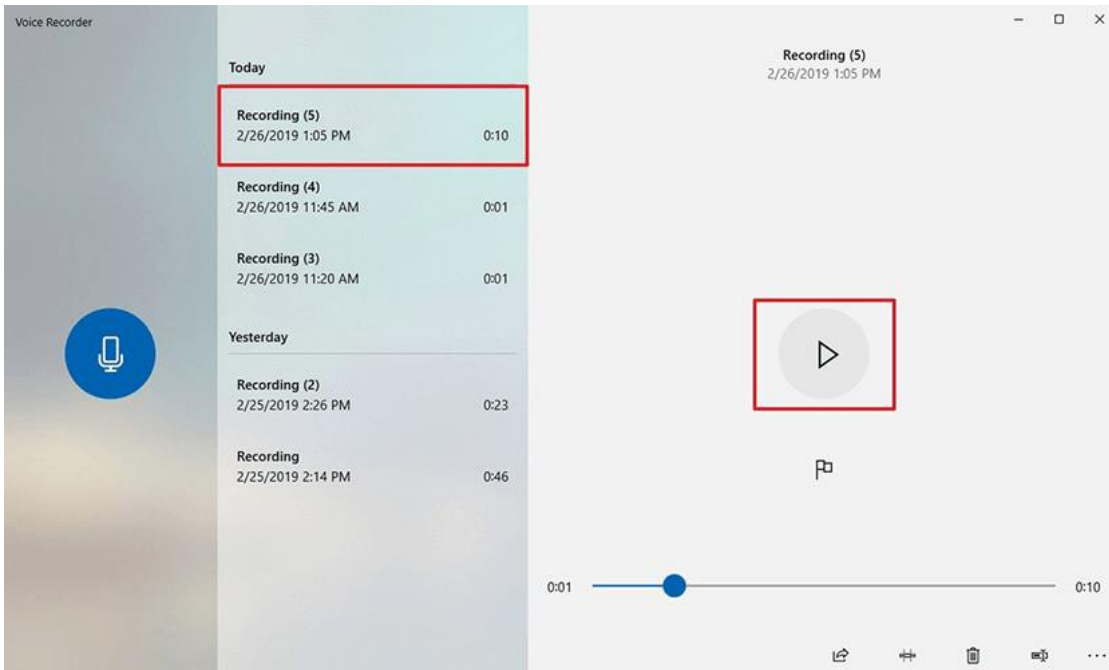 Voice Recorder
Today
Recording (5)
2/26/2019 1:05 PM 0:10
Recording (4)
2/26/2019 11:45 AM 0:01
Recording (3)
2/26/2019 11:20 AM 0:01
Yesterday
Recording (2)
2/25/2019 2:26 PM 0:23
Recording
2/25/2019 2:14 PM 0:46
Recording (5)
2/26/2019 1:05 PM
0:01 0:10